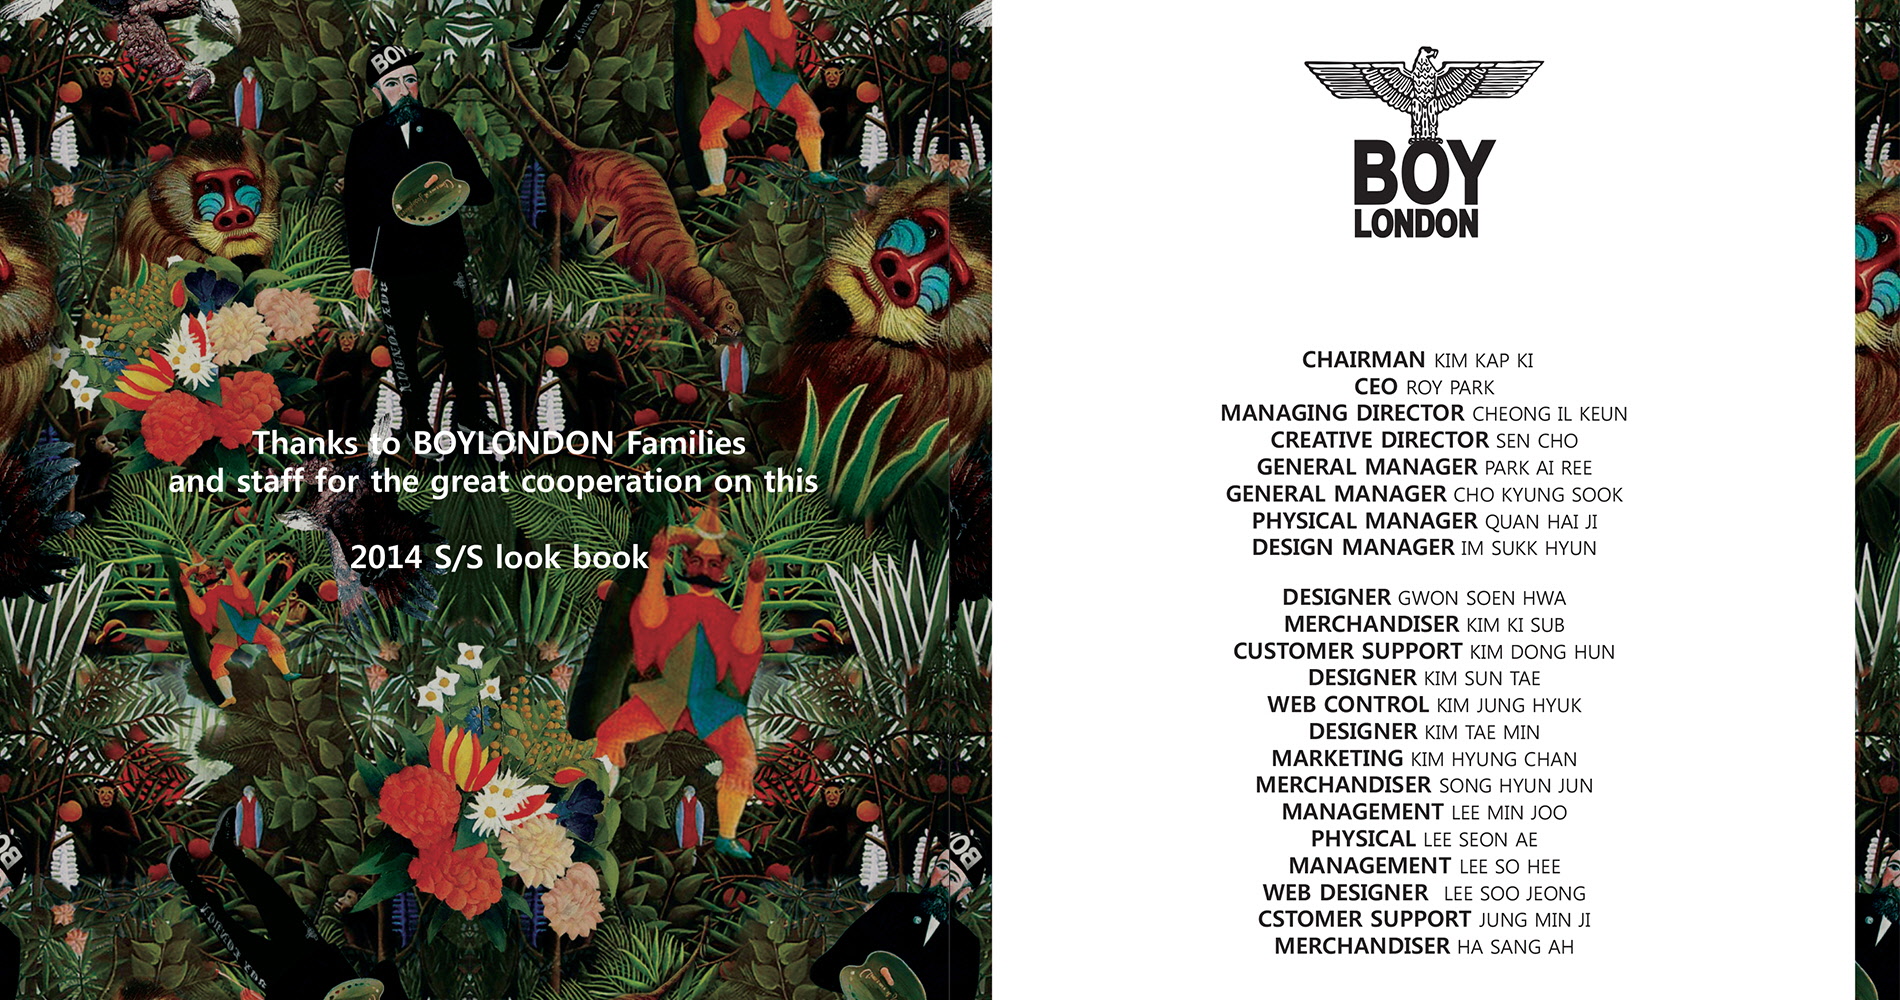 BOY
Thanks to BOYLONDON Families
and staff for the great cooperation on this
2014 S/S look book
BOY
LONDON
CHAIRMAN KIM KAP KI
CEO ROY PARK
MANAGING DIRECTOR CHEONG IL KEUN
CREATIVE DIRECTOR SEN CHO
GENERAL MANAGER PARK AI REE
GENERAL MANAGER CHO KYUNG SOOK
PHYSICAL MANAGER QUAN HAI JI
DESIGN MANAGER IM SUKK HYUN
DESIGNER GWON SOEN HWA
MERCHANDISER KIM KI SUB
CUSTOMER SUPPORT KIM DONG HUN
DESIGNER KIM SUN TAE
WEB CONTROL KIM JUNG HYUK
DESIGNER KIM TAE MIN
MARKETING KIM HYUNG CHAN
MERCHANDISER SONG HYUN JUN
MANAGEMENT LEE MIN JOO
PHYSICAL LEE SEON AE
MANAGEMENT LEE SO HEE
WEB DESIGNER LEE SOO JEONG
CSTOMER SUPPORT JUNG MIN JI
MERCHANDISER HA SANG AH